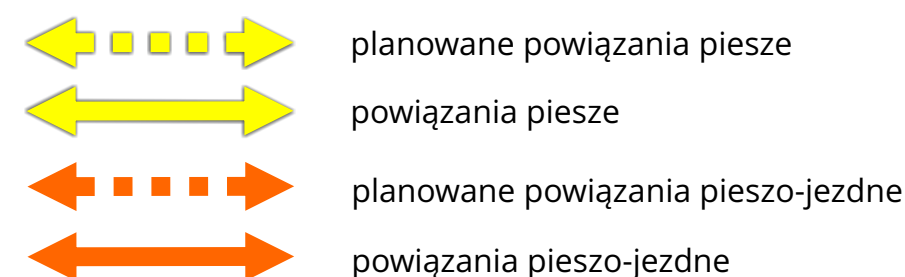 planowane powiązania piesze
powiązania piesze
planowane powiązania pieszo-jezdne
powiązania pieszo-jezdne